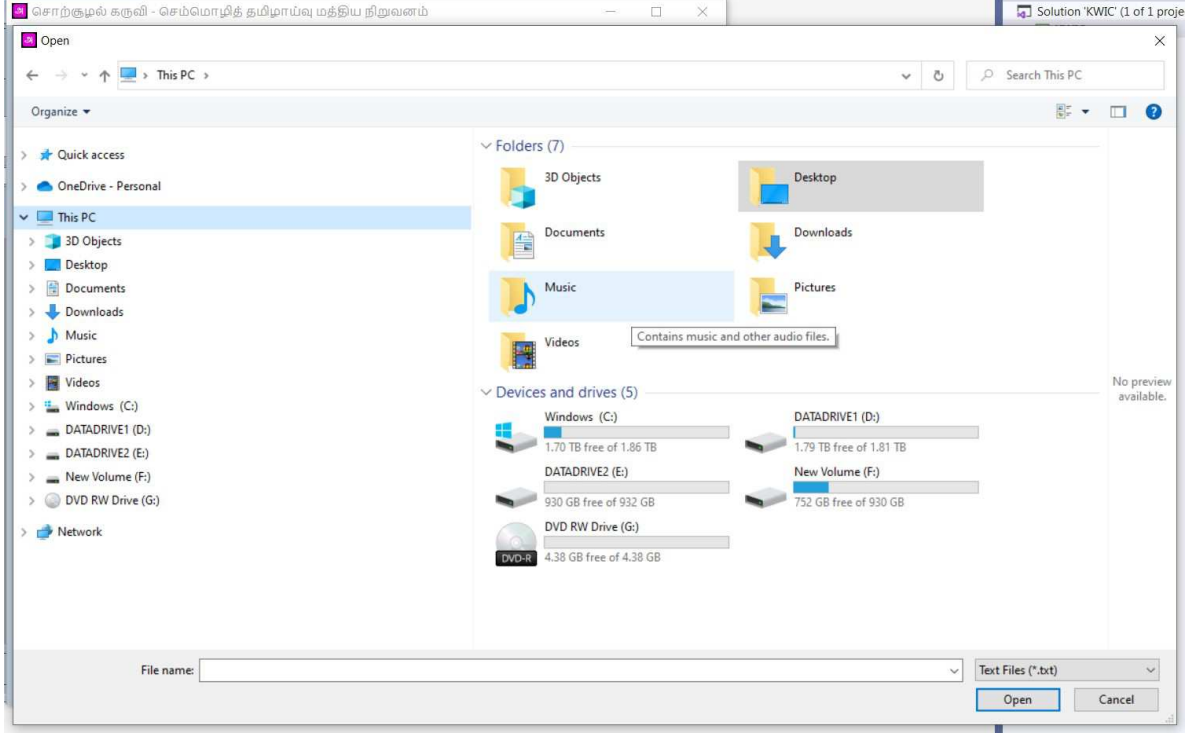 சொற்சூழல் கருவி - செம்மொழித் தமிழாய்வு மத்திய நிறுவனம்
Solution 'KWIC' (1 of 1 proje
Open
This PC
Search This PC
Organize
Quick access
OneDrive - Personal
This PC
3D Objects
Desktop
Documents
Downloads
Music
Pictures
Videos
Windows (C:)
DATADRIVE1 (D:)
DATADRIVE2 (E:)
New Volume (F:)
DVD RW Drive (G:)
Network
Folders (7)
3D Objects
Desktop
Documents
Downloads
Music
Pictures
Videos
Contains music and other audio files.
Devices and drives (5)
Windows (C:)
1.70 TB free of 1.86 TB
DATADRIVE1 (D:)
1.79 TB free of 1.81 TB
DATADRIVE2 (E:)
930 GB free of 932 GB
New Volume (F:)
752 GB free of 930 GB
DVD RW Drive (G:)
DVD-R
4.38 GB free of 4.38 GB
No preview
available.
File name:
Text Files (*.txt)
Open
Cancel